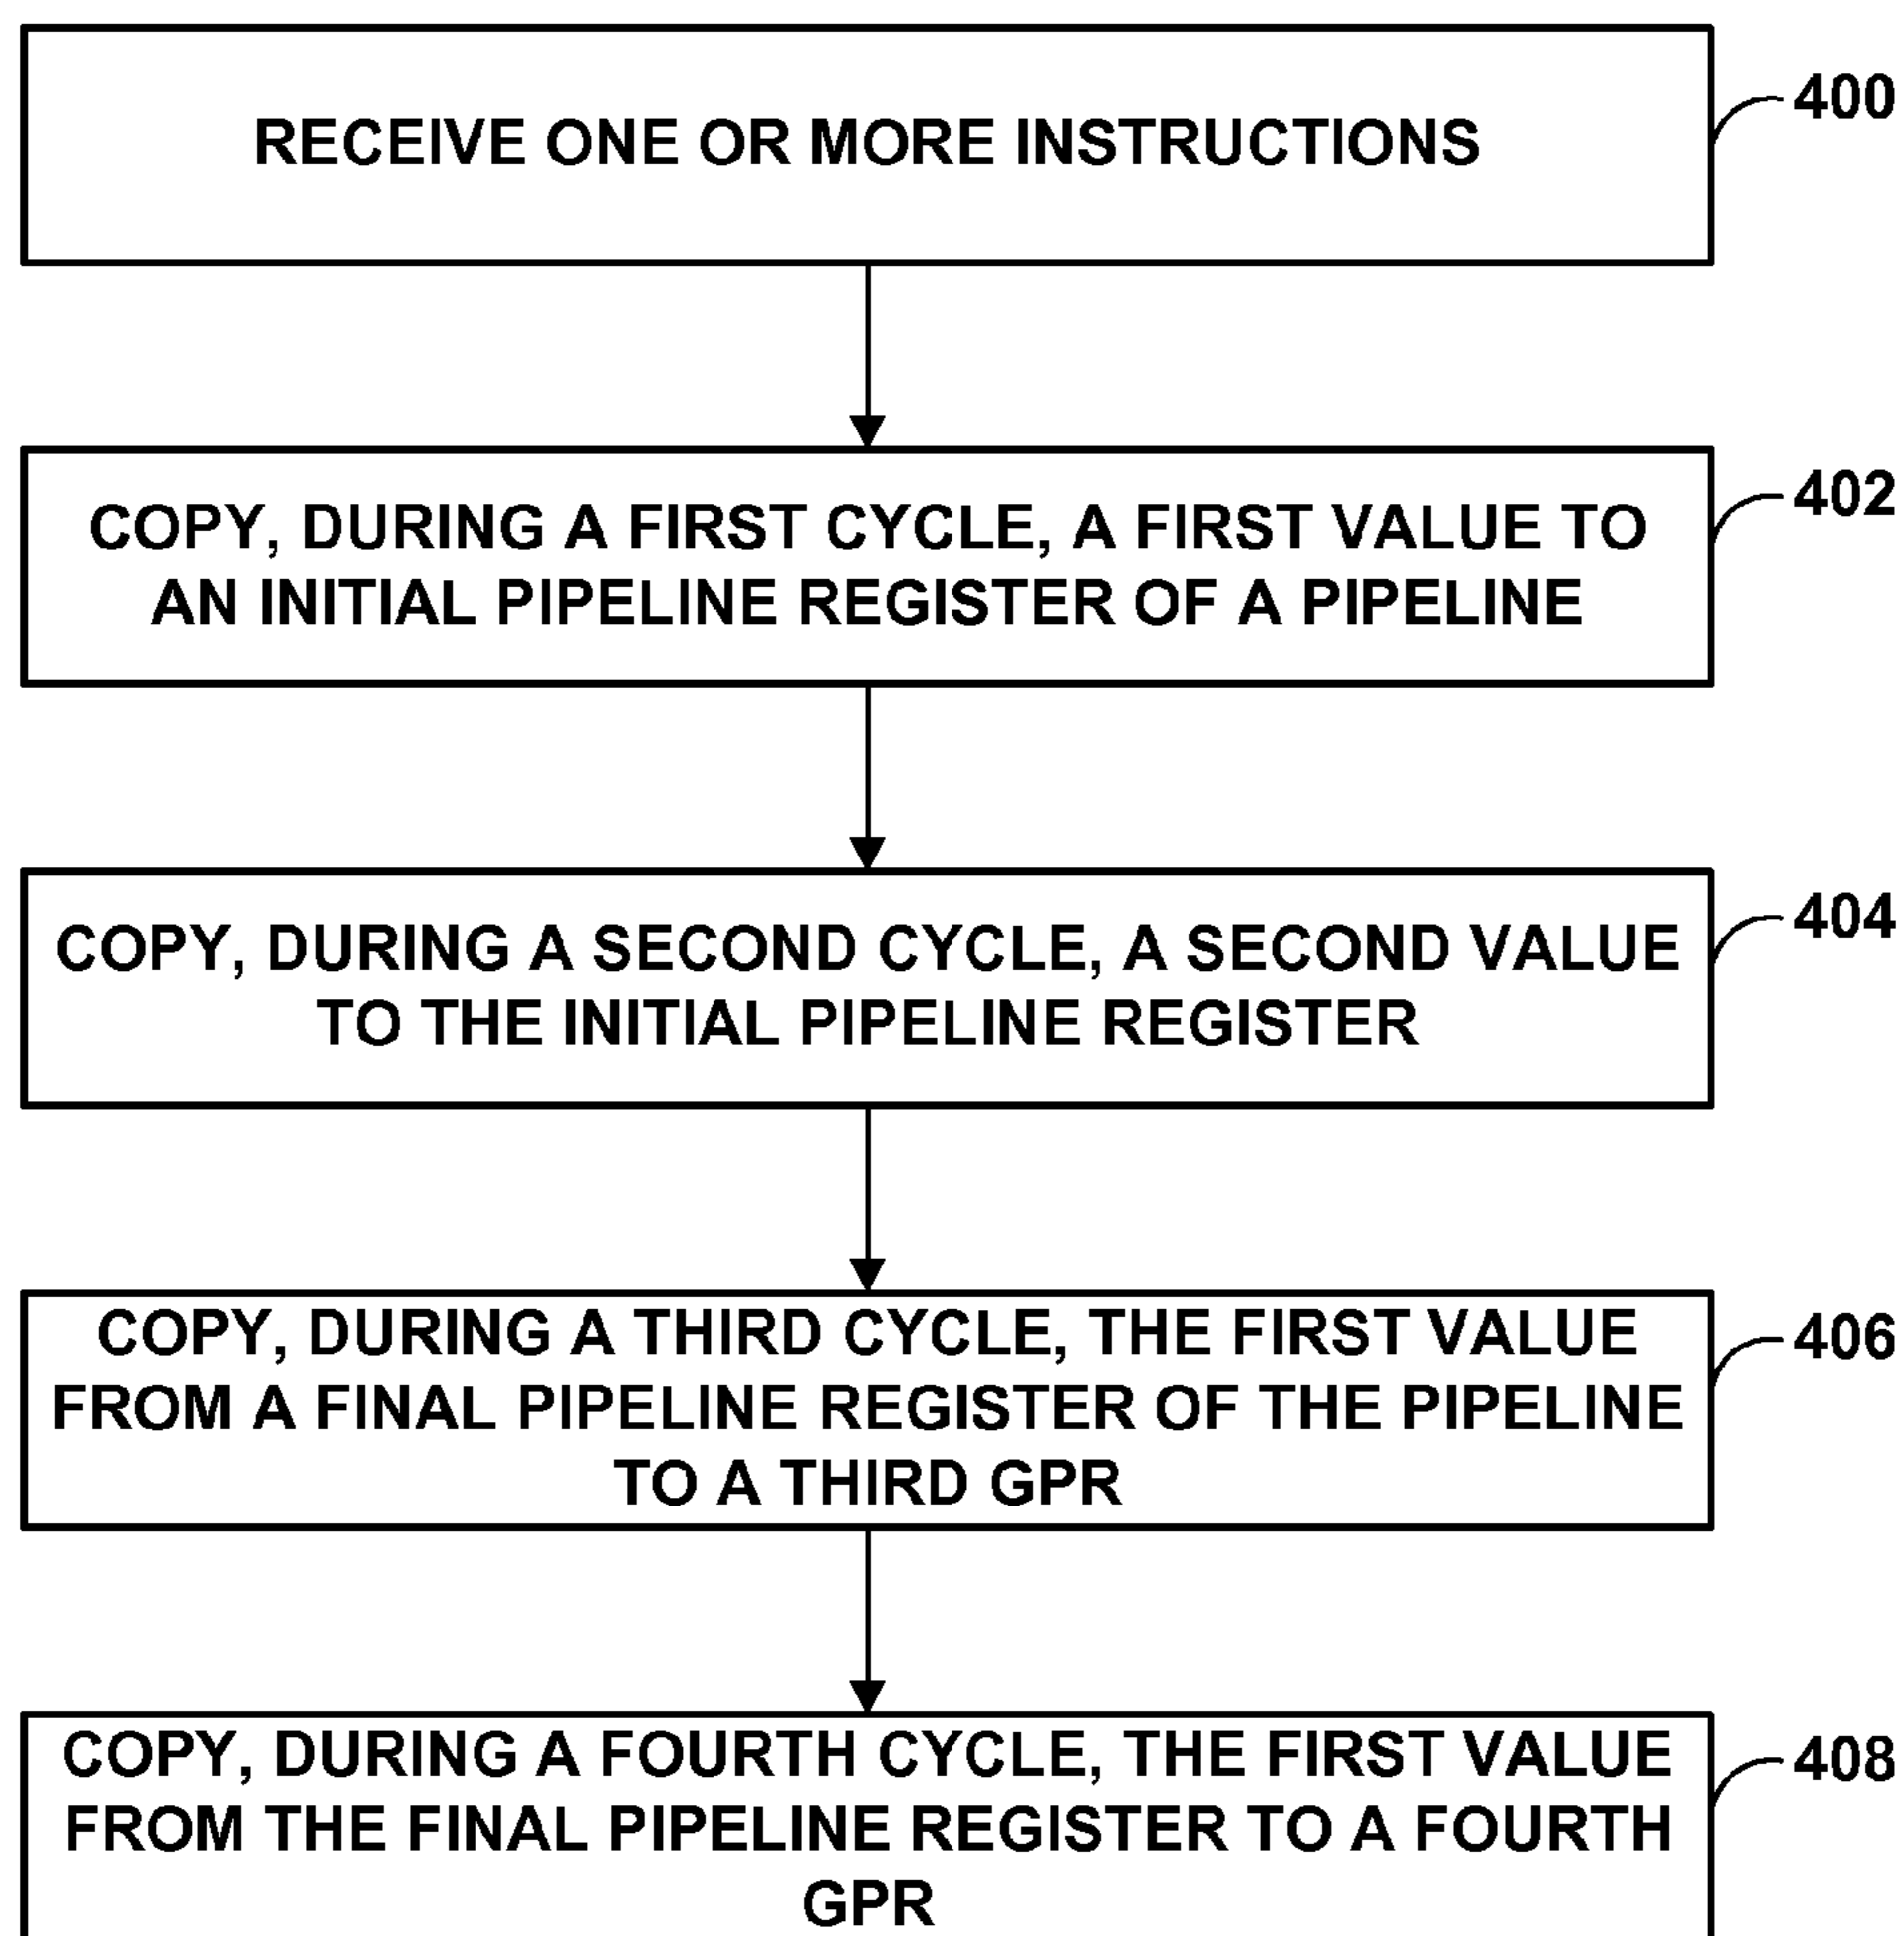 RECEIVE ONE OR MORE INSTRUCTIONS
400
COPY, DURING A FIRST CYCLE, A FIRST VALUE TO
AN INITIAL PIPELINE REGISTER OF A PIPELINE
402
COPY, DURING A SECOND CYCLE, A SECOND VALUE
TO THE INITIAL PIPELINE REGISTER
404
COPY, DURING A THIRD CYCLE, THE FIRST VALUE
FROM A FINAL PIPELINE REGISTER OF THE PIPELINE
TO A THIRD GPR
406
COPY, DURING A FOURTH CYCLE, THE FIRST VALUE
FROM THE FINAL PIPELINE REGISTER TO A FOURTH
GPR
408